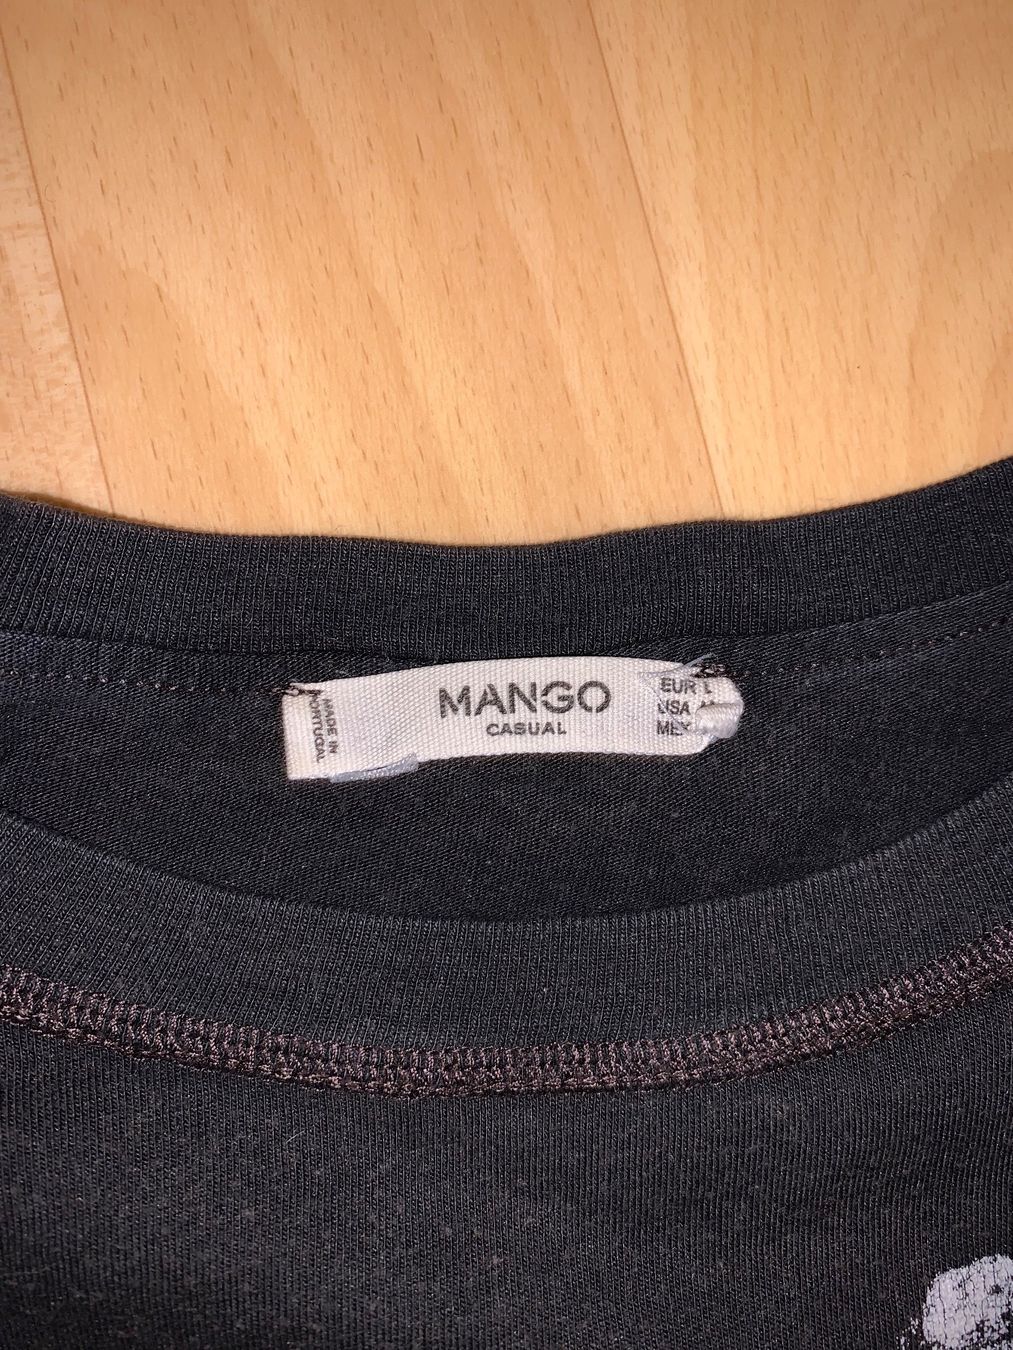 MADE IN
PORTUGAL
MANGO
CASUAL
EUR L
USA
MEX